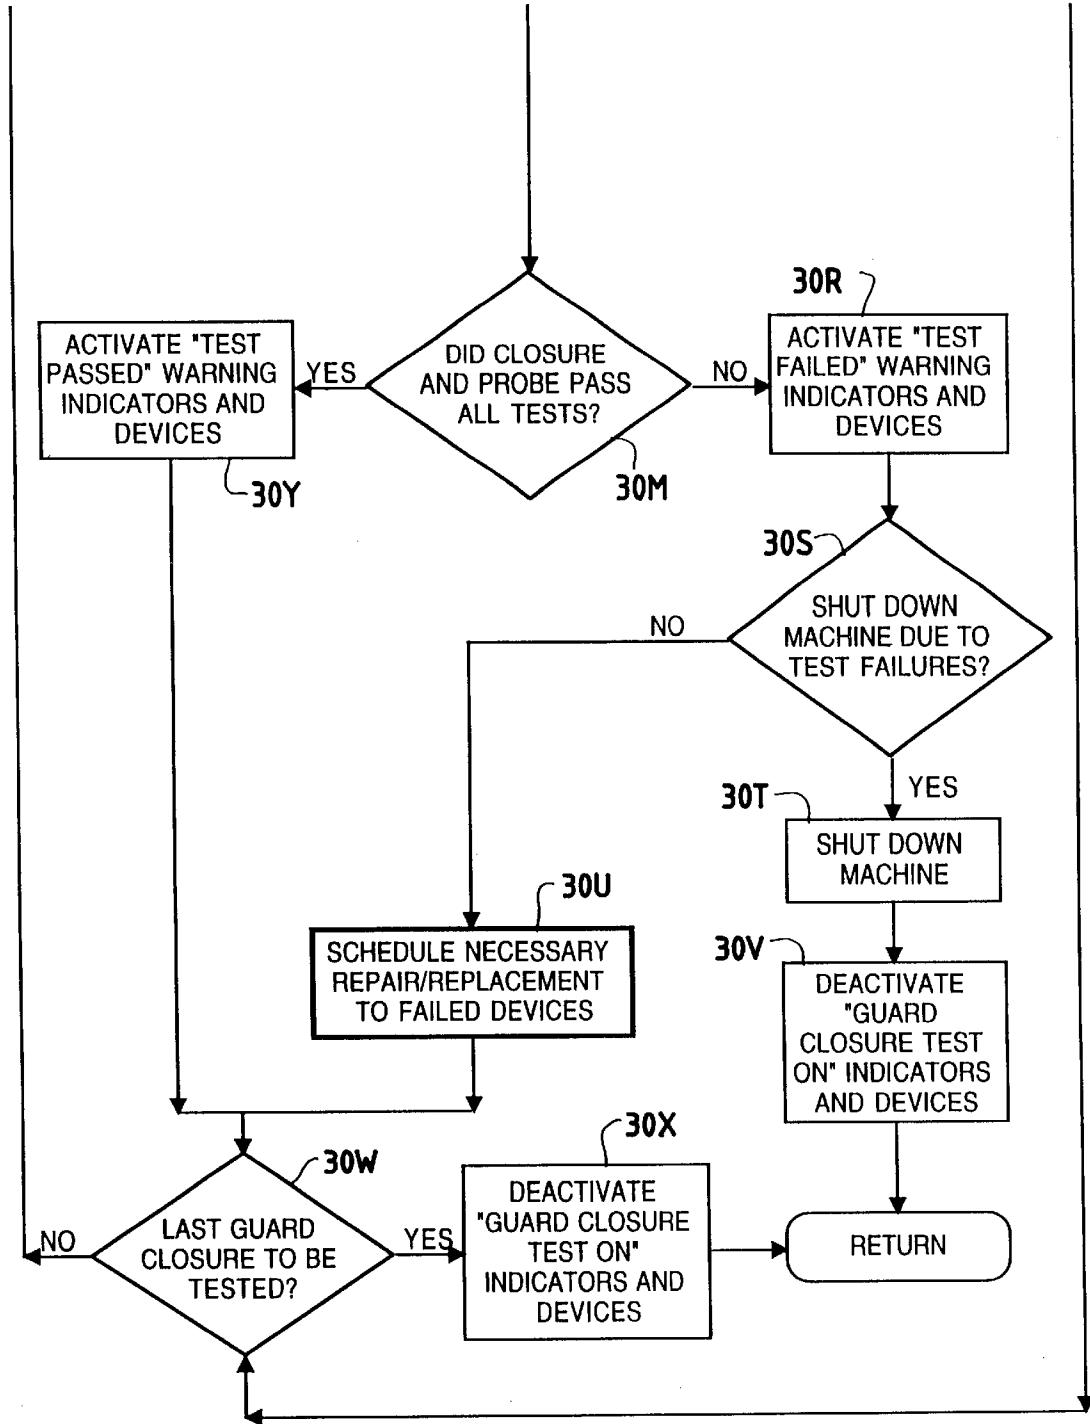 30R
ACTIVATE "TEST
PASSED" WARNING
INDICATORS AND
DEVICES
YES
DID CLOSURE
AND PROBE PASS
ALL TESTS?
NO
ACTIVATE "TEST
FAILED" WARNING
INDICATORS AND
DEVICES
30Y
30M
30S
SHUT DOWN
MACHINE DUE TO
TEST FAILURES?
NO
YES
30T
SHUT DOWN
MACHINE
30U
SCHEDULE NECESSARY
REPAIR/REPLACEMENT
TO FAILED DEVICES
30V
DEACTIVATE
"GUARD
CLOSURE TEST
ON" INDICATORS
AND DEVICES
30W
30X
NO
LAST GUARD
CLOSURE TO BE
TESTED?
YES
DEACTIVATE
"GUARD CLOSURE
TEST ON"
INDICATORS AND
DEVICES
RETURN